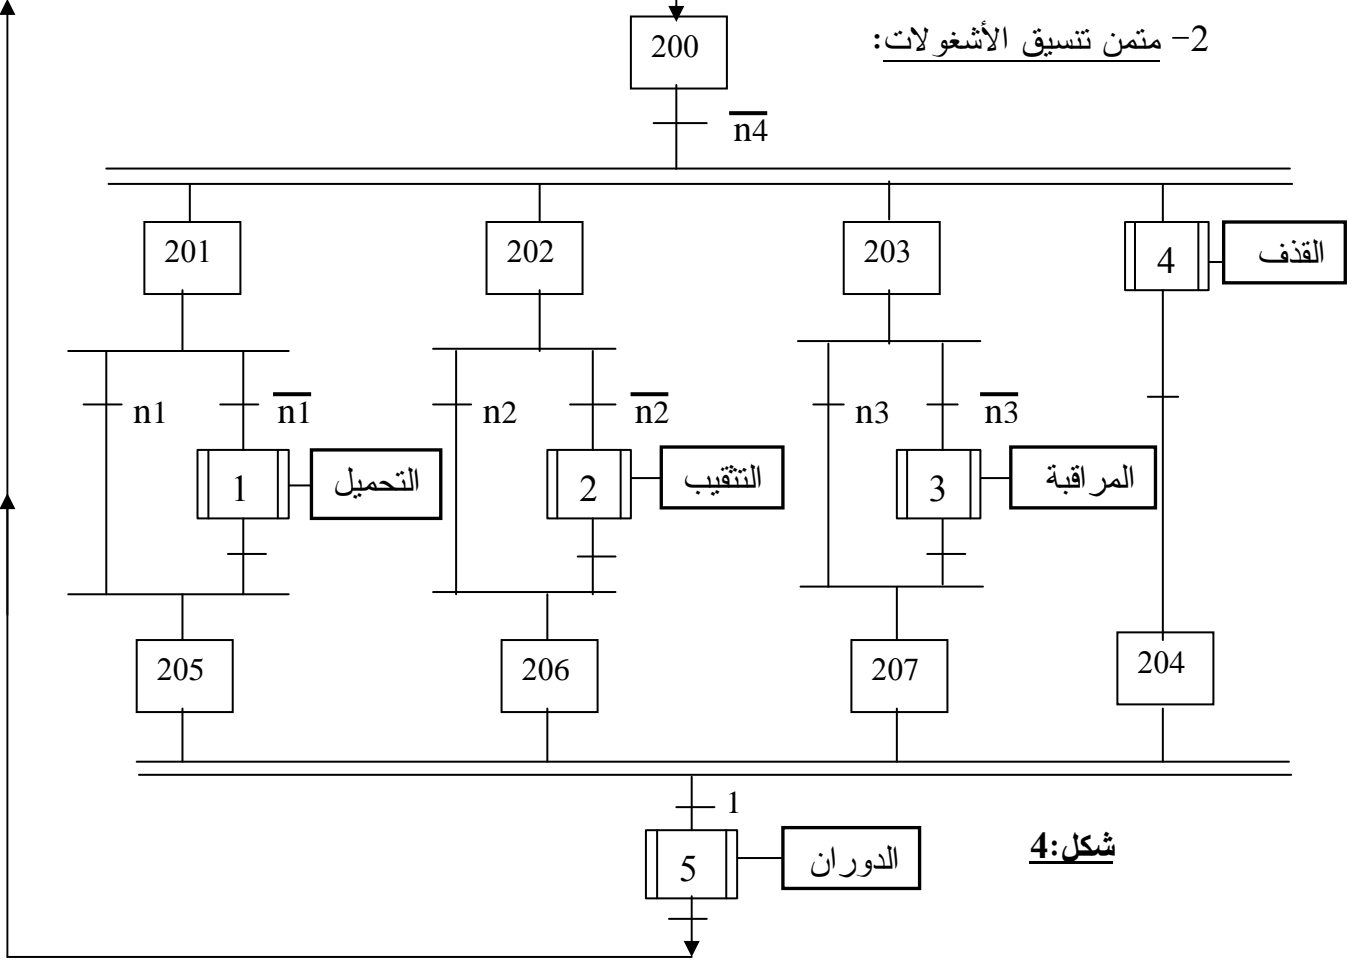 2- متمن تنسيق الأشغولات:
200
n4
201
202
203
4
القذف
n1
n1
n2
n2
n3
n3
1
التحميل
2
التثقيب
3
المراقبة
205
206
207
204
1
5
الدوران
شكل:4